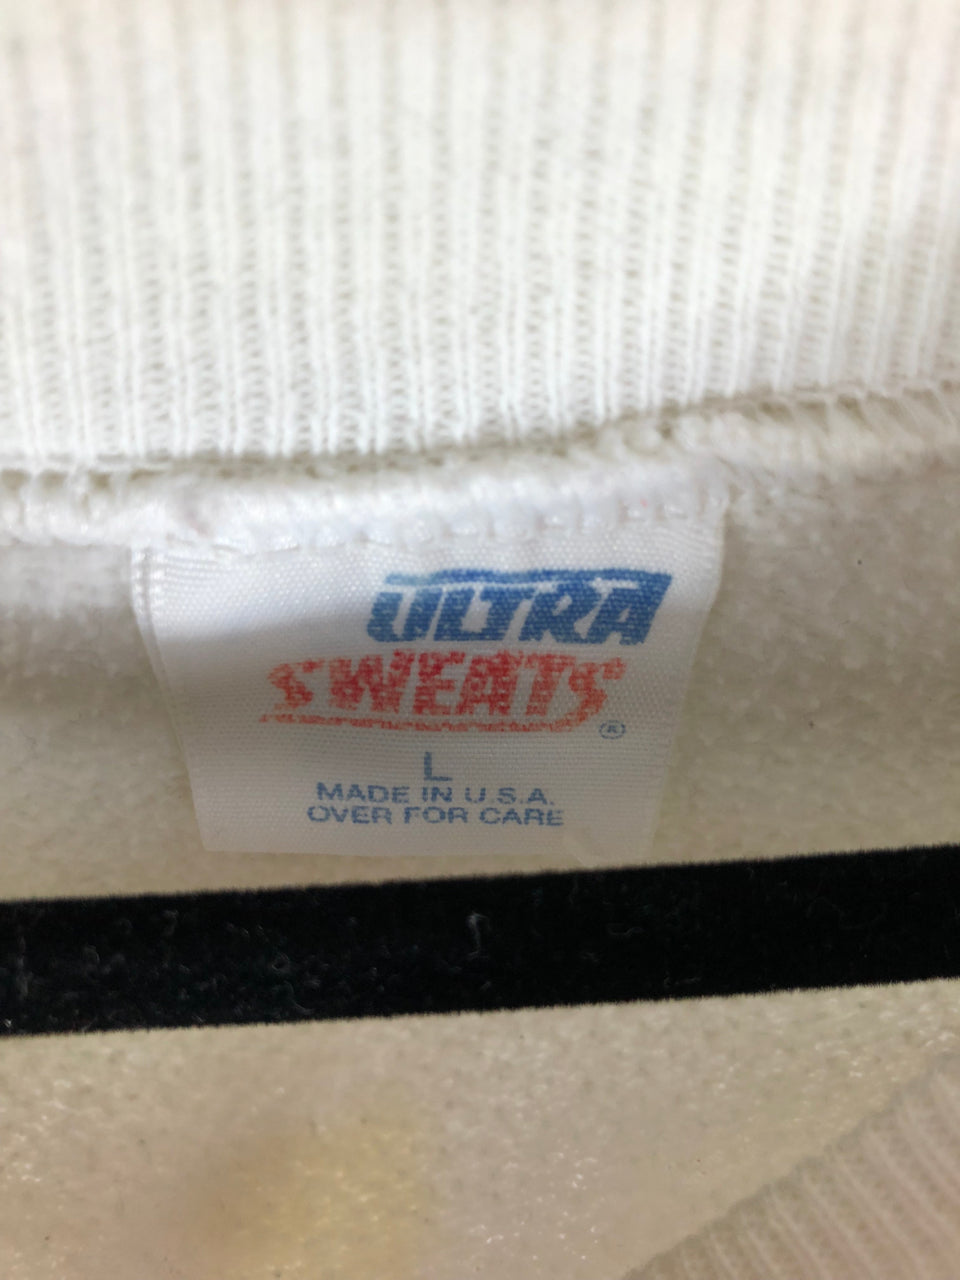 ULTRA
SWEATS®
L
MADE IN U.S.A.
OVER FOR CARE